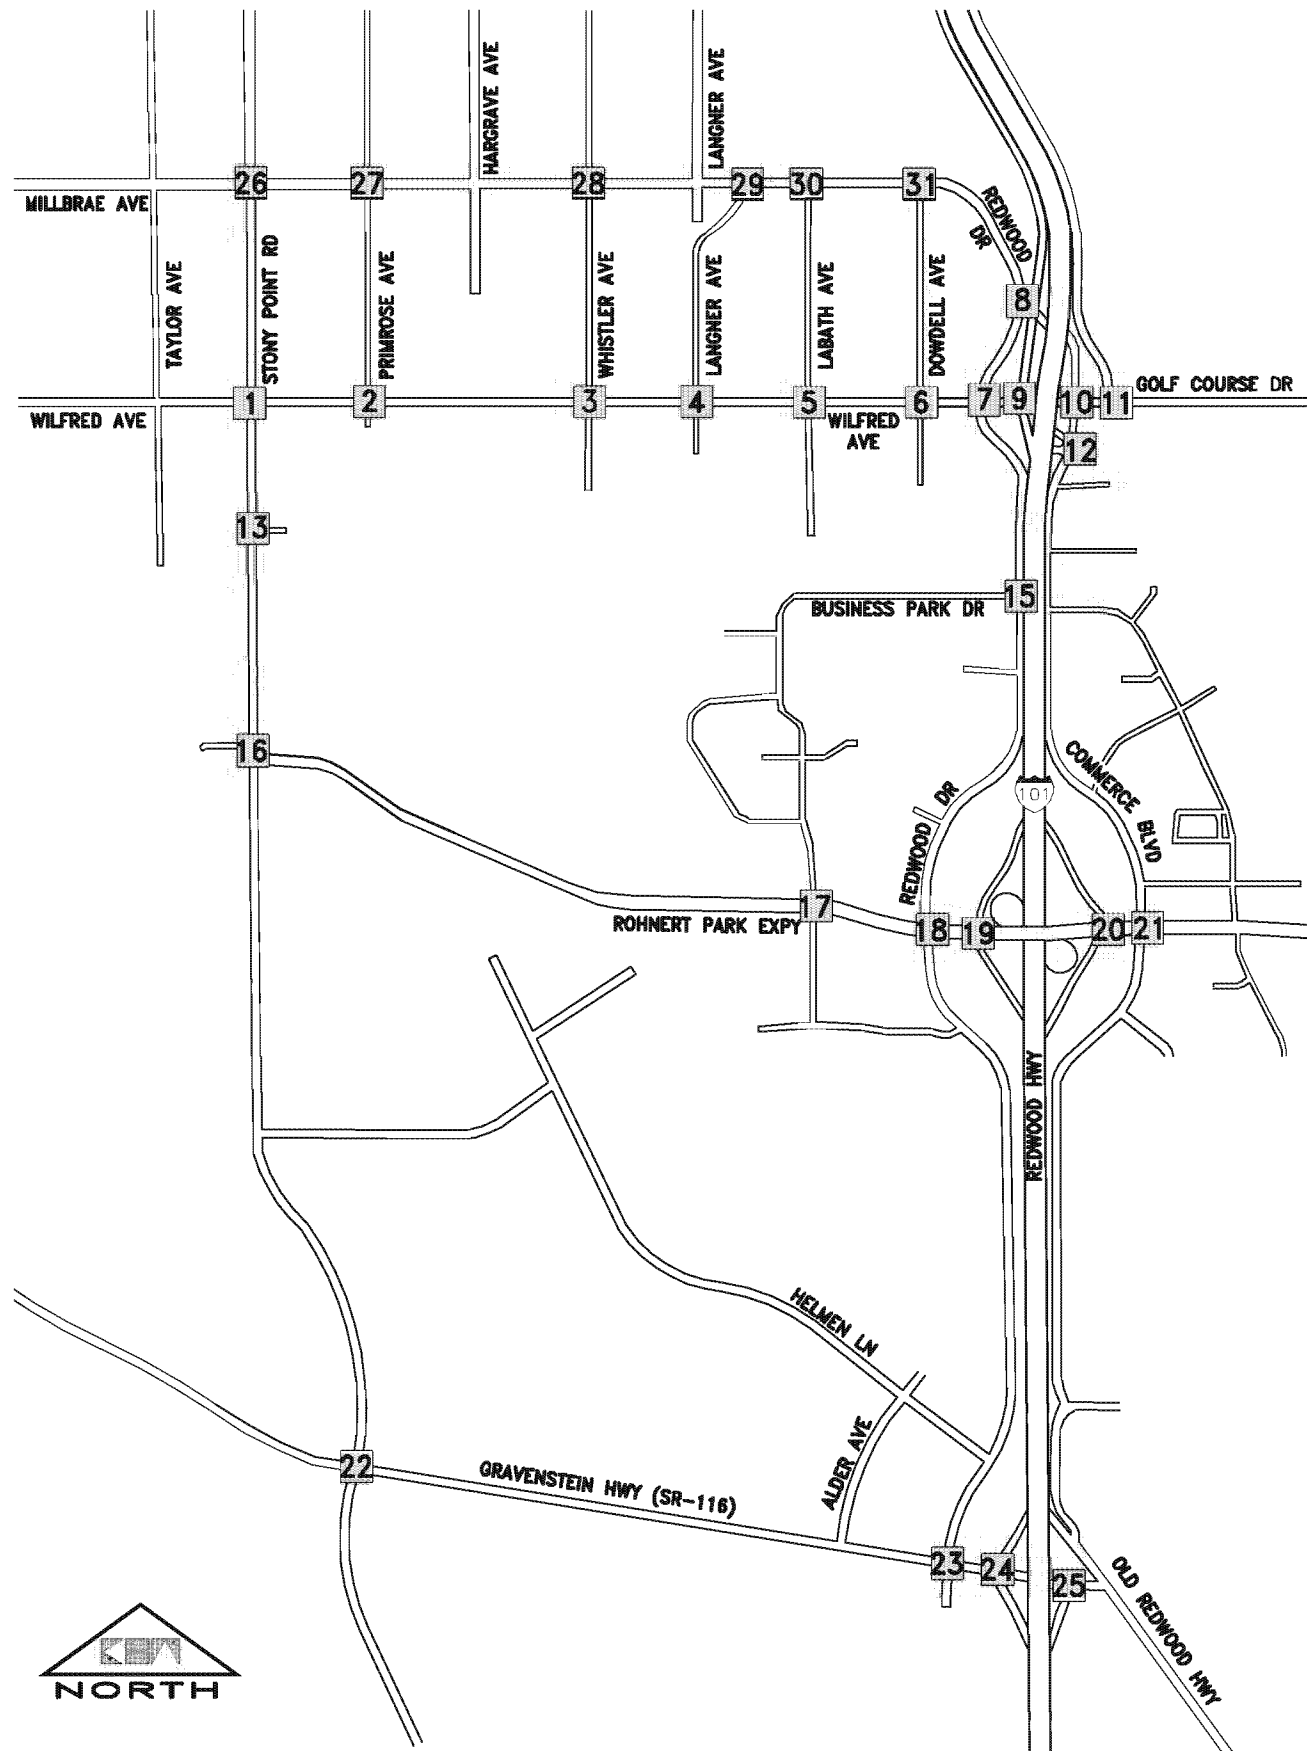 HARGRAVE AVE
LANGNER AVE
26
27
28
29
30
31
MILLBRAE AVE
REDWOOD
DR
TAYLOR AVE
STONY POINT RD
PRIMROSE AVE
WHISTLER AVE
LANGNER AVE
LABATH AVE
DOWDELL AVE
8
GOLF COURSE DR
WILFRED AVE
1
2
3
4
5
WILFRED
AVE
6
7
9
10
11
12
13
15
BUSINESS PARK DR
16
COMMERCE BLVD
101
REDWOOD DR
17
ROHNERT PARK EXPY
18
19
20
21
REDWOOD HWY
HELMEN LN
ALDER AVE
22
GRAVENSTEIN HWY (SR-116)
23
24
25
OLD REDWOOD HWY
KHA
NORTH